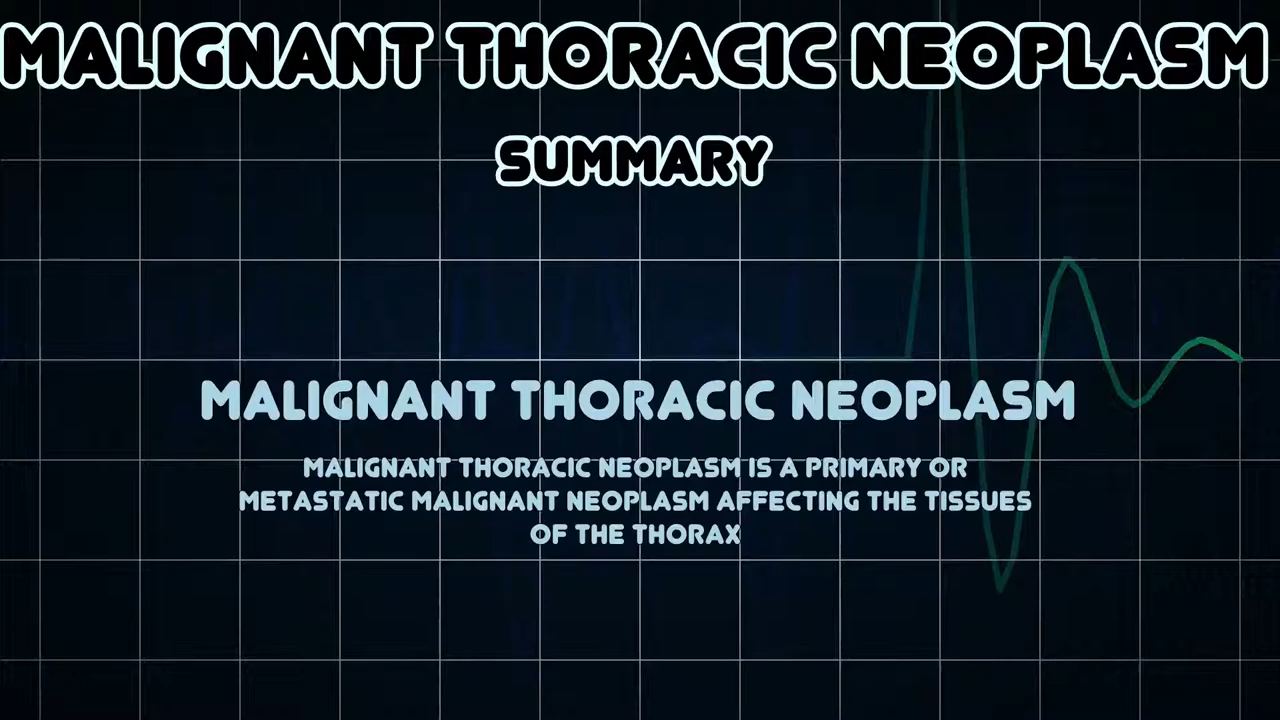 MALIGNANT THORACIC NEOPLASM
SUMMARY
MALIGNANT THORACIC NEOPLASM
MALIGNANT THORACIC NEOPLASM IS A PRIMARY OR
METASTATIC MALIGNANT NEOPLASM AFFECTING THE TISSUES
OF THE THORAX